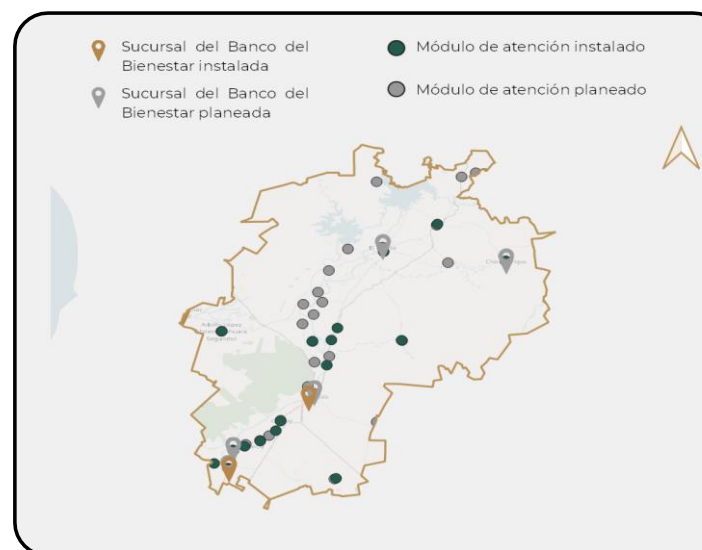 Sucursal del Banco del
Bienestar instalada
Sucursal del Banco del
Bienestar planeada
Módulo de atención instalado
Módulo de atención planeado